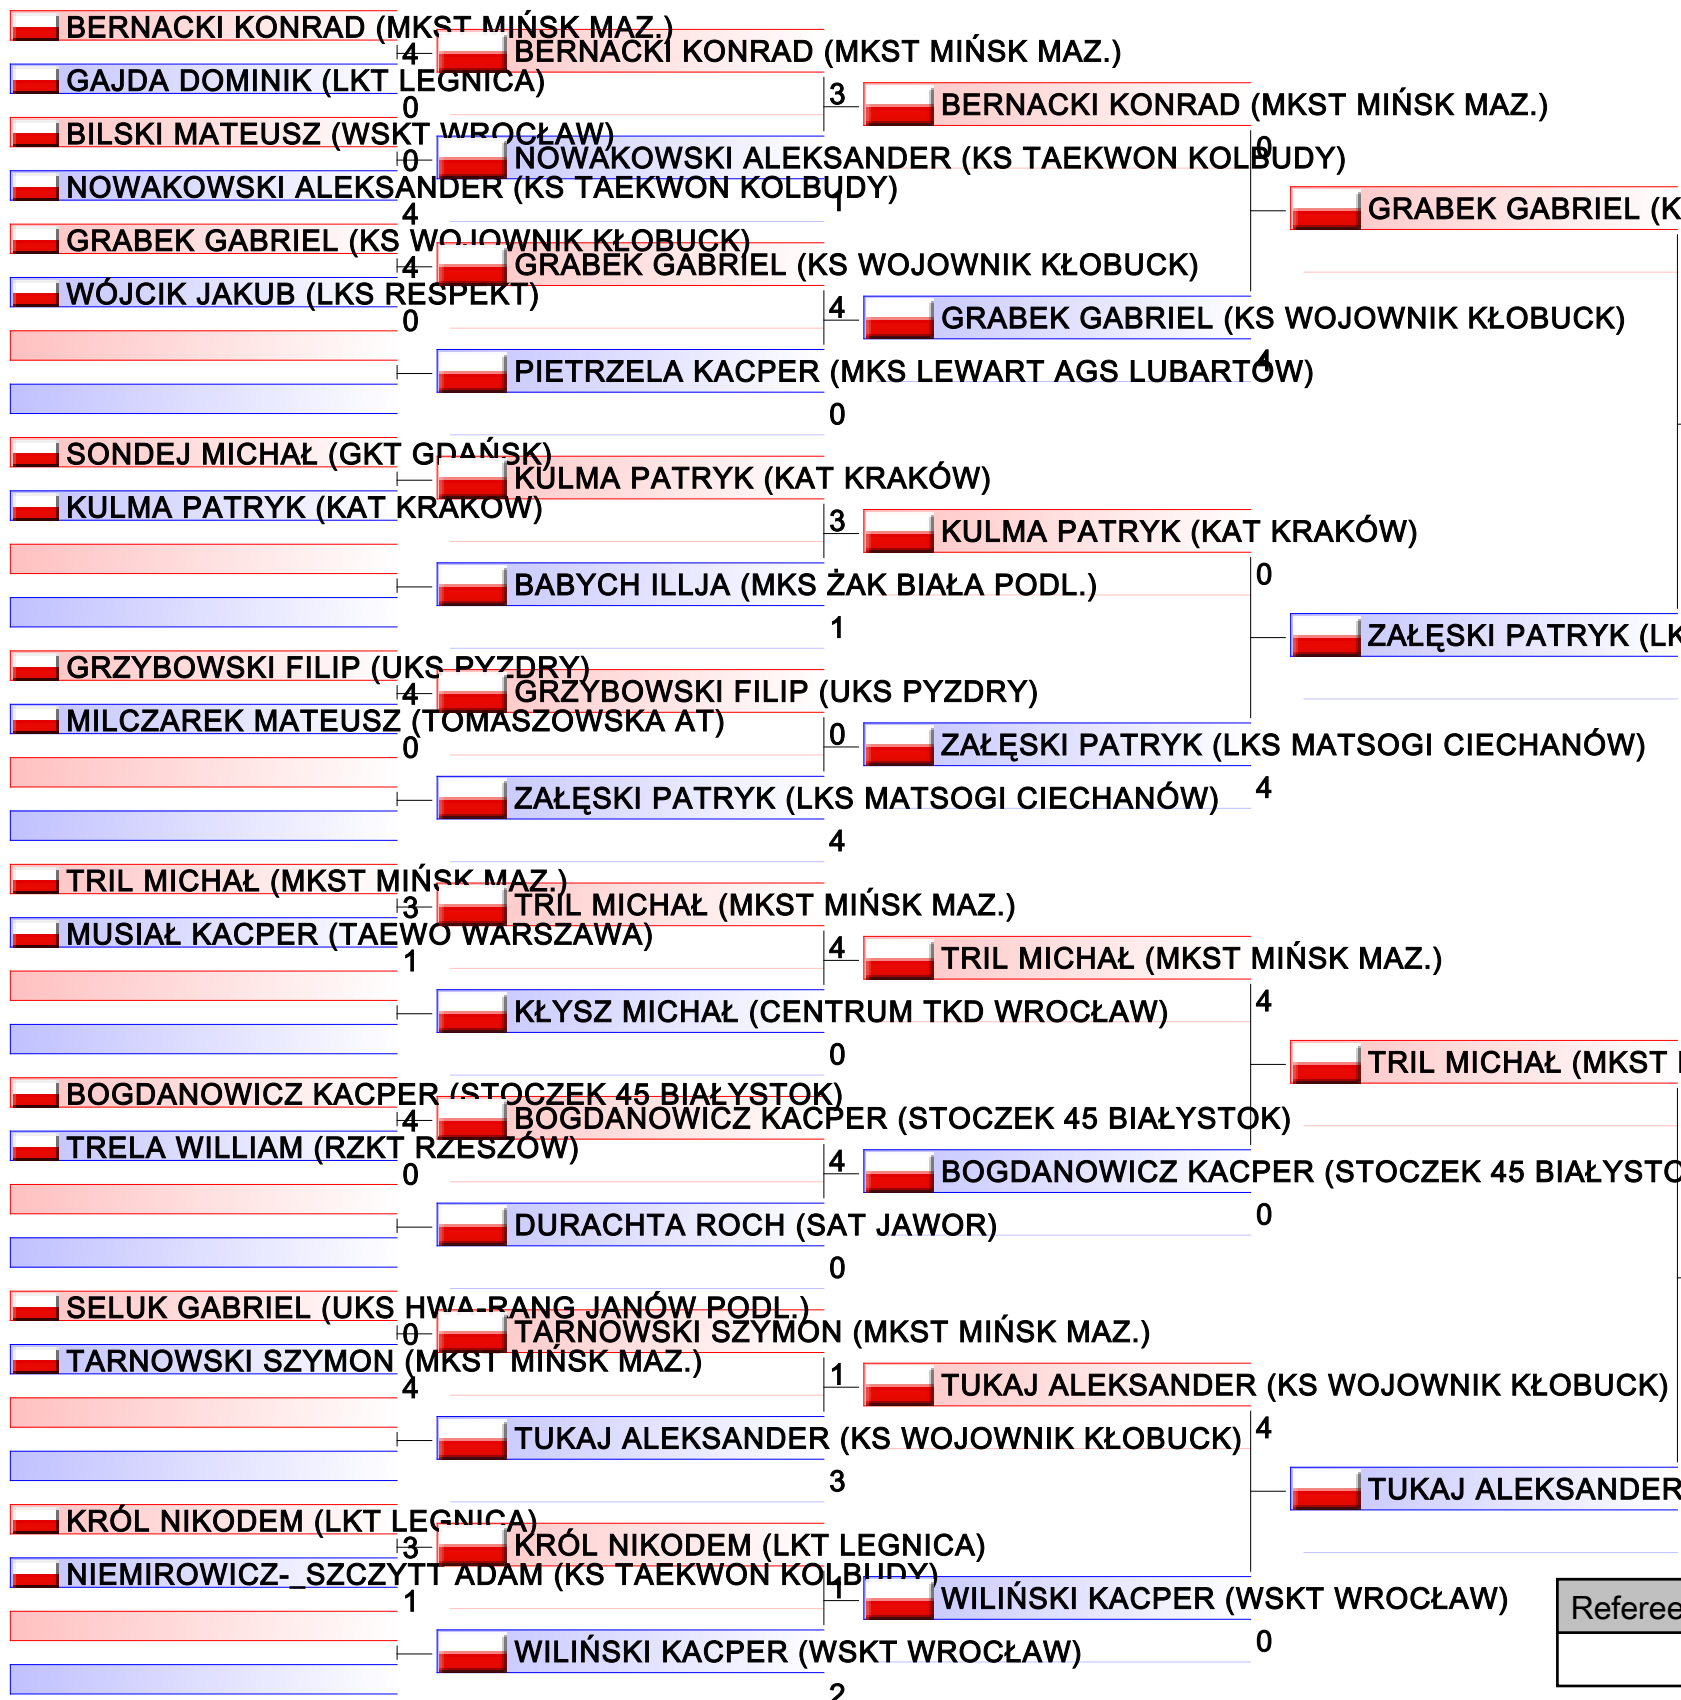 BERNACKI KONRAD (MKST MIŃSK MAZ.)
4
GAJDA DOMINIK (LKT LEGNICA)
0
BILSKI MATEUSZ (WSKT WROCŁAW)
0
NOWAKOWSKI ALEKSANDER (KS TAEKWON KOLBUDY)
4
GRABEK GABRIEL (KS WOJOWNIK KŁOBUCK)
4
WÓJCIK JAKUB (LKS RESPEKT)
0
SONDEJ MICHAŁ (GKT GDAŃSK)
KULMA PATRYK (KAT KRAKÓW)
GRZYBOWSKI FILIP (UKS PYZDRY)
4
MILCZAREK MATEUSZ (TOMASZOWSKA AT)
0
TRIL MICHAŁ (MKST MIŃSK MAZ.)
3
MUSIAŁ KACPER (TAEWO WARSZAWA)
1
BOGDANOWICZ KACPER (STOCZEK 45 BIAŁYSTOK)
4
TRELA WILLIAM (RZKT RZESZÓW)
0
SELUK GABRIEL (UKS HWA-RANG JANÓW PODL.)
0
TARNOWSKI SZYMON (MKST MIŃSK MAZ.)
4
KRÓL NIKODEM (LKT LEGNICA)
3
NIEMIROWICZ-_SZCZYTT ADAM (KS TAEKWON KOLBUDY)
1
BERNACKI KONRAD (MKST MIŃSK MAZ.)
3
NOWAKOWSKI ALEKSANDER (KS TAEKWON KOLBUDY)
1
GRABEK GABRIEL (KS WOJOWNIK KŁOBUCK)
4
PIETRZELA KACPER (MKS LEWART AGS LUBARTÓW)
0
KULMA PATRYK (KAT KRAKÓW)
3
BABYCH ILLJA (MKS ŻAK BIAŁA PODL.)
1
GRZYBOWSKI FILIP (UKS PYZDRY)
0
ZAŁĘSKI PATRYK (LKS MATSOGI CIECHANÓW)
4
TRIL MICHAŁ (MKST MIŃSK MAZ.)
4
KŁYSZ MICHAŁ (CENTRUM TKD WROCŁAW)
0
BOGDANOWICZ KACPER (STOCZEK 45 BIAŁYSTOK)
4
DURACHTA ROCH (SAT JAWOR)
0
TARNOWSKI SZYMON (MKST MIŃSK MAZ.)
1
TUKAJ ALEKSANDER (KS WOJOWNIK KŁOBUCK)
3
KRÓL NIKODEM (LKT LEGNICA)
1
WILIŃSKI KACPER (WSKT WROCŁAW)
2
BERNACKI KONRAD (MKST MIŃSK MAZ.)
0
GRABEK GABRIEL (KS WOJOWNIK KŁOBUCK)
4
KULMA PATRYK (KAT KRAKÓW)
0
ZAŁĘSKI PATRYK (LKS MATSOGI CIECHANÓW)
4
TRIL MICHAŁ (MKST MIŃSK MAZ.)
4
BOGDANOWICZ KACPER (STOCZEK 45 BIAŁYSTO
0
TUKAJ ALEKSANDER (KS WOJOWNIK KŁOBUCK)
4
WILIŃSKI KACPER (WSKT WROCŁAW)
0
GRABEK GABRIEL (K
ZAŁĘSKI PATRYK (LK
TRIL MICHAŁ (MKST
TUKAJ ALEKSANDER
Referee